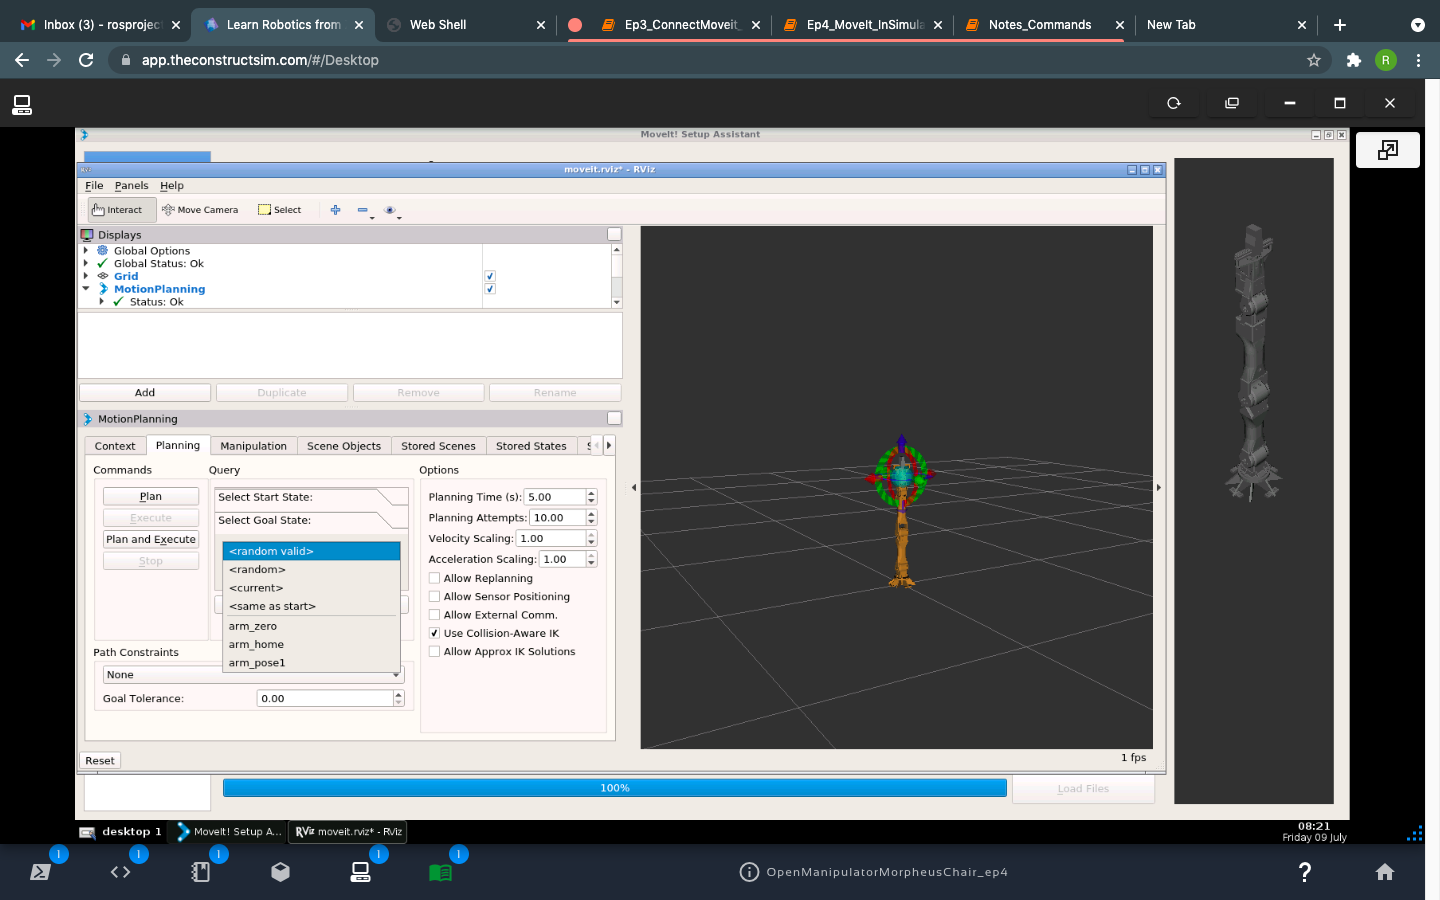 Inbox (3) - rosprojec
Learn Robotics from
Web Shell
Ep3_ConnectMoveit_
Ep4_MoveIt_InSimula
Notes_Commands
New Tab
app.theconstructsim.com/#/Desktop
R
MoveIt! Setup Assistant
moveit.rviz* - RViz
File Panels Help
Interact
Move Camera
Select
Displays
Global Options
Global Status: Ok
Grid
MotionPlanning
Status: Ok
Add
Duplicate
Remove
Rename
MotionPlanning
Context
Planning
Manipulation
Scene Objects
Stored Scenes
Stored States
Commands
Query
Options
Plan
Execute
Plan and Execute
Stop
Select Start State:
Select Goal State:
<random valid>
<random>
<current>
<same as start>
arm_zero
arm_home
arm_pose1
Planning Time (s): 5.00
Planning Attempts: 10.00
Velocity Scaling: 1.00
Acceleration Scaling: 1.00
Allow Replanning
Allow Sensor Positioning
Allow External Comm.
Use Collision-Aware IK
Allow Approx IK Solutions
Path Constraints
None
Goal Tolerance: 0.00
Reset
1 fps
100%
Load Files
desktop 1
MoveIt! Setup A...
RViz moveit.rviz* - RViz
08:21
Friday 09 July
1
1
1
1
1
OpenManipulatorMorpheusChair_ep4
?